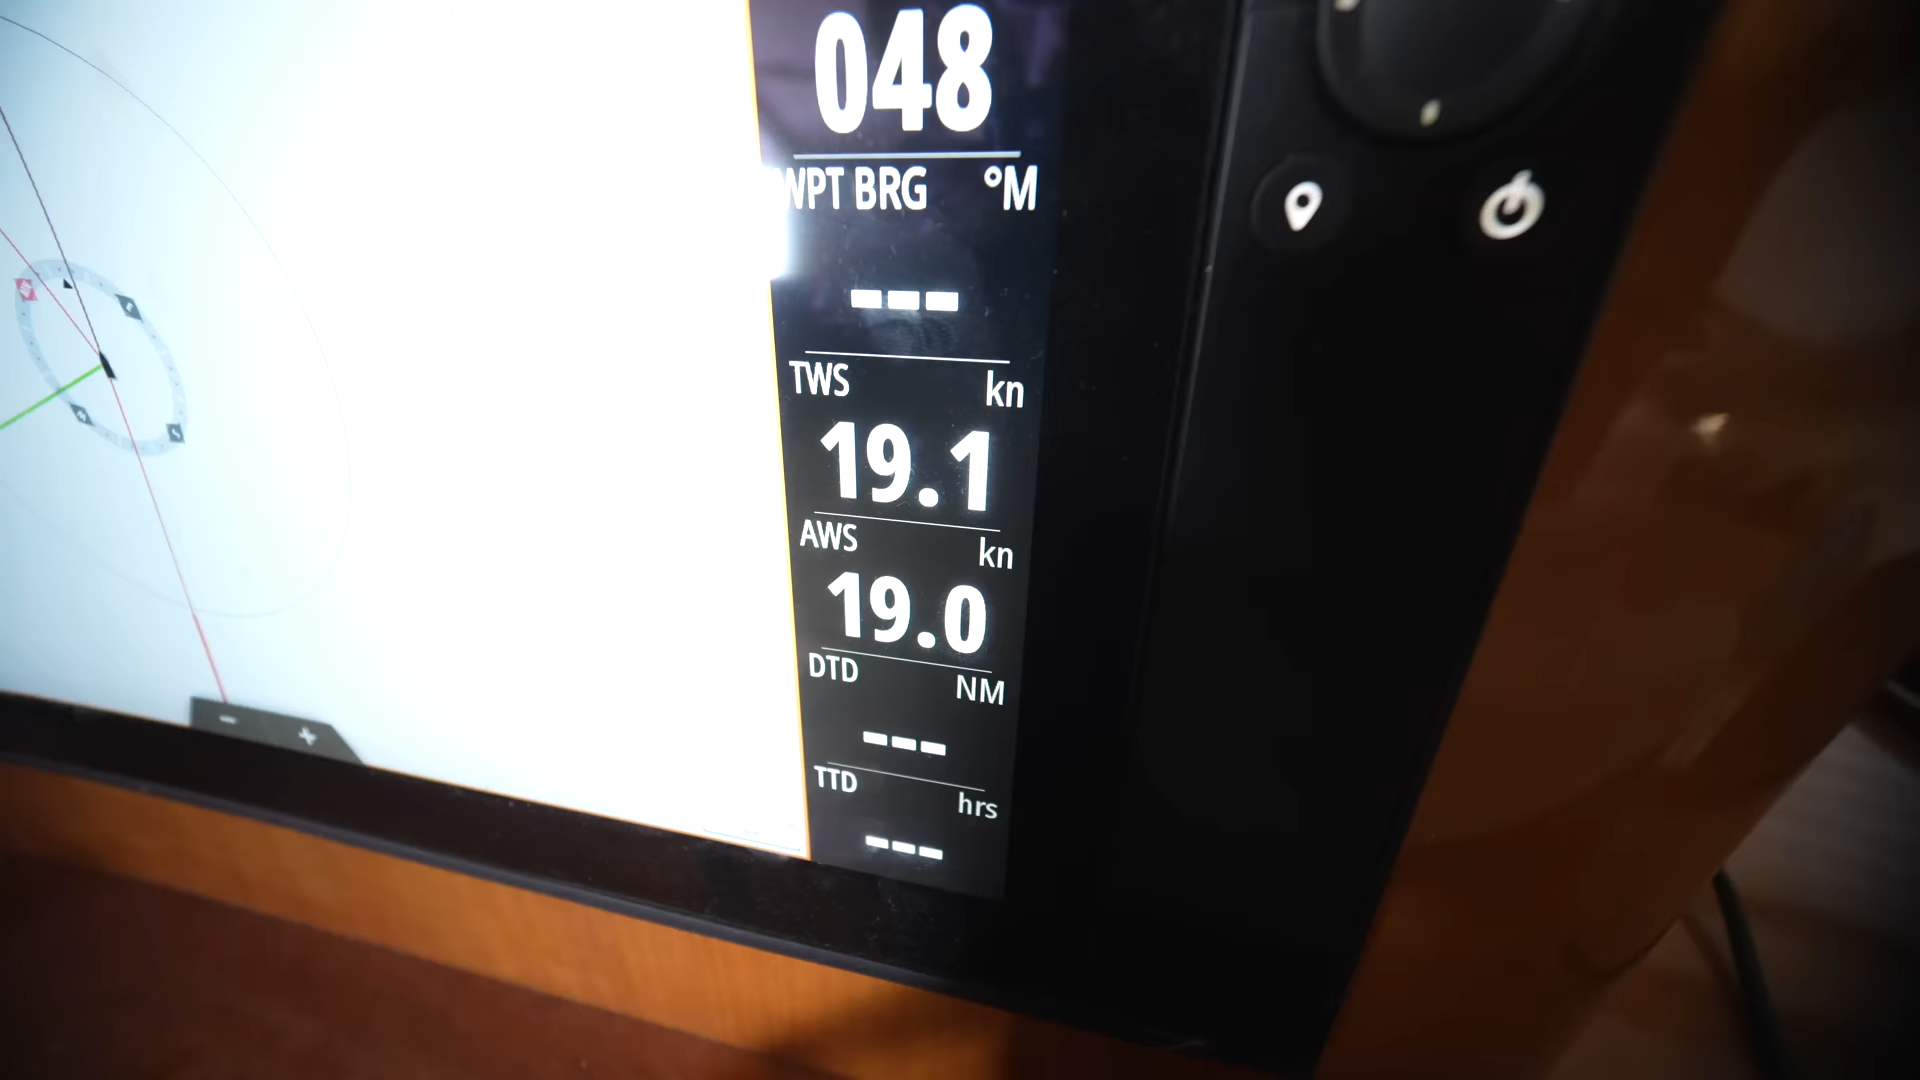 048
WPT BRG °M
---
TWS kn
19.1
AWS kn
19.0
DTD NM
---
TTD hrs
---
- +